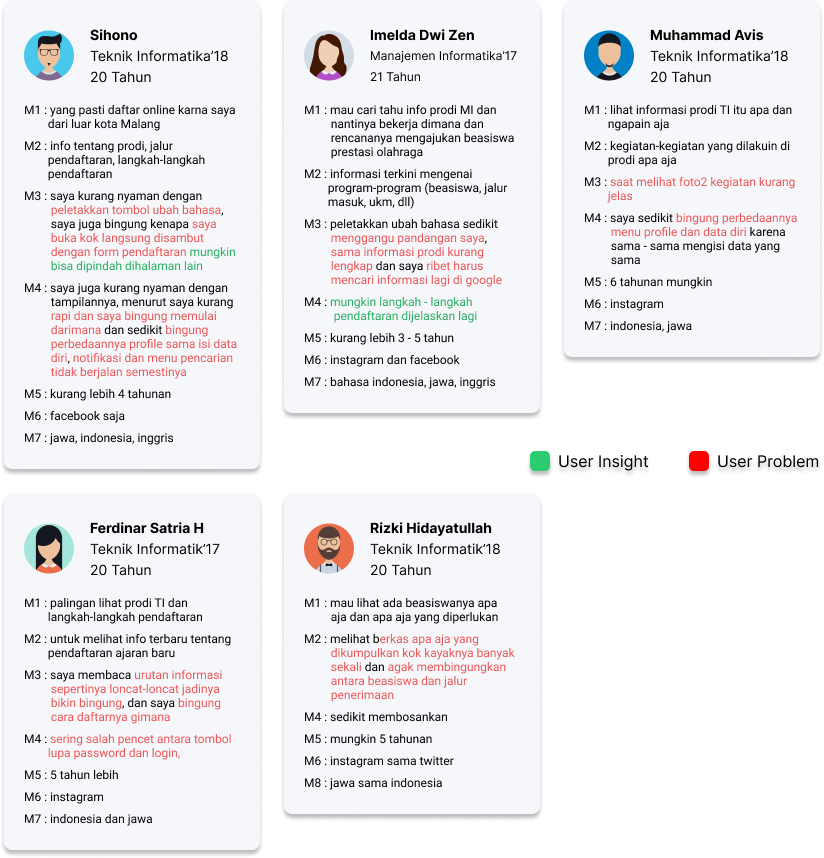 Sihono
Teknik Informatika’18
20 Tahun
M1 : yang pasti daftar online karna saya
dari luar kota Malang
M2 : info tentang prodi, jalur
pendaftaran, langkah-langkah
pendaftaran
M3 : saya kurang nyaman dengan
peletakkan tombol ubah bahasa,
saya juga bingung kenapa saya
buka kok langsung disambut
dengan form pendaftaran mungkin
bisa dipindah dihalaman lain
M4 : saya juga kurang nyaman dengan
tampilannya, menurut saya kurang
rapi dan saya bingung memulai
darimana dan sedikit bingung
perbedaannya profile sama isi data
diri, notifikasi dan menu pencarian
tidak berjalan semestinya
M5 : kurang lebih 4 tahunan
M6 : facebook saja
M7 : jawa, indonesia, inggris
Imelda Dwi Zen
Manajemen Informatika’17
21 Tahun
M1 : mau cari tahu info prodi MI dan
nantinya bekerja dimana dan
rencananya mengajukan beasiswa
prestasi olahraga
M2 : informasi terkini mengenai
program-program (beasiswa, jalur
masuk, ukm, dll)
M3 : peletakkan ubah bahasa sedikit
menggangu pandangan saya,
sama informasi prodi kurang
lengkap dan saya ribet harus
mencari informasi lagi di google
M4 : mungkin langkah - langkah
pendaftaran dijelaskan lagi
M5 : kurang lebih 3 - 5 tahun
M6 : instagram dan facebook
M7 : bahasa indonesia, jawa, inggris
Muhammad Avis
Teknik Informatika’18
20 Tahun
M1 : lihat informasi prodi TI itu apa dan
ngapain aja
M2 : kegiatan-kegiatan yang dilakuin di
prodi apa aja
M3 : saat melihat foto2 kegiatan kurang
jelas
M4 : saya sedikit bingung perbedaannya
menu profile dan data diri karena
sama - sama mengisi data yang
sama
M5 : 6 tahunan mungkin
M6 : instagram
M7 : indonesia, jawa
User Insight
User Problem
Ferdinar Satria H
Teknik Informatik’17
20 Tahun
M1 : palingan lihat prodi TI dan
langkah-langkah pendaftaran
M2 : untuk melihat info terbaru tentang
pendaftaran ajaran baru
M3 : saya membaca urutan informasi
sepertinya loncat-loncat jadinya
bikin bingung, dan saya bingung
cara daftarnya gimana
M4 : sering salah pencet antara tombol
lupa password dan login,
M5 : 5 tahun lebih
M6 : instagram
M7 : indonesia dan jawa
Rizki Hidayatullah
Teknik Informatik’18
20 Tahun
M1 : mau lihat ada beasiswanya apa
aja dan apa aja yang diperlukan
M2 : melihat berkas apa aja yang
dikumpulkan kok kayaknya banyak
sekali dan agak membingungkan
antara beasiswa dan jalur
penerimaan
M4 : sedikit membosankan
M5 : mungkin 5 tahunan
M6 : instagram sama twitter
M8 : jawa sama indonesia